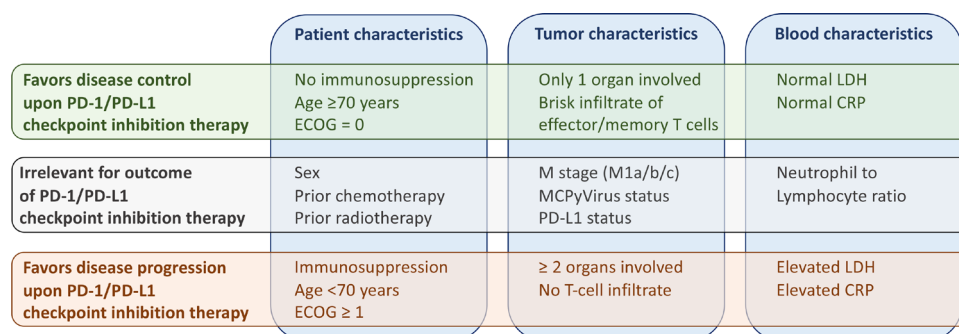 Patient characteristics
Tumor characteristics
Blood characteristics
Favors disease control
upon PD-1/PD-L1
checkpoint inhibition therapy
No immunosuppression
Age ≥70 years
ECOG = 0
Only 1 organ involved
Brisk infiltrate of
effector/memory T cells
Normal LDH
Normal CRP
Irrelevant for outcome
of PD-1/PD-L1
checkpoint inhibition therapy
Sex
Prior chemotherapy
Prior radiotherapy
M stage (M1a/b/c)
MCPyVirus status
PD-L1 status
Neutrophil to
Lymphocyte ratio
Favors disease progression
upon PD-1/PD-L1
checkpoint inhibition therapy
Immunosuppression
Age <70 years
ECOG ≥ 1
≥ 2 organs involved
No T-cell infiltrate
Elevated LDH
Elevated CRP